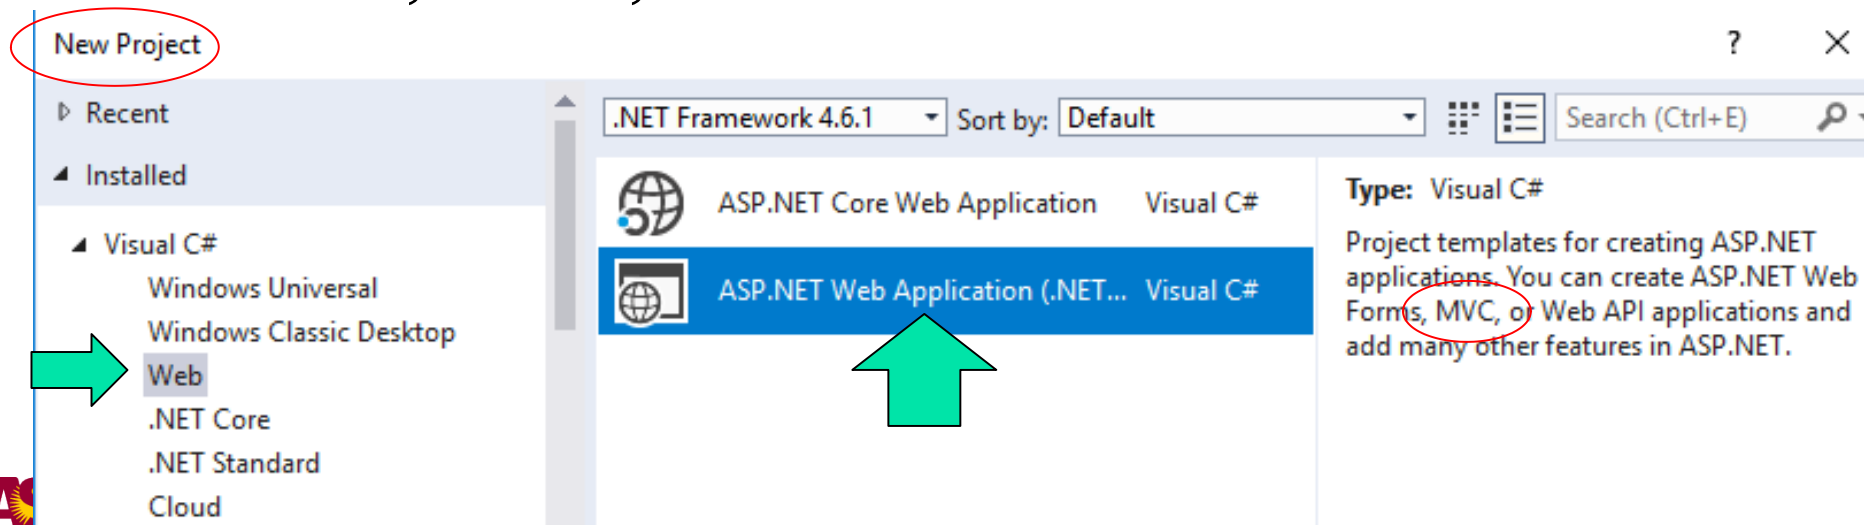 New Project
?
Recent
Installed
Visual C#
Windows Universal
Windows Classic Desktop
Web
.NET Core
.NET Standard
Cloud
.NET Framework 4.6.1
Sort by:
Default
Search (Ctrl+E)
ASP.NET Core Web Application Visual C#
ASP.NET Web Application (.NET... Visual C#
Type: Visual C#
Project templates for creating ASP.NET
applications. You can create ASP.NET Web
Forms, MVC, or Web API applications and
add many other features in ASP.NET.